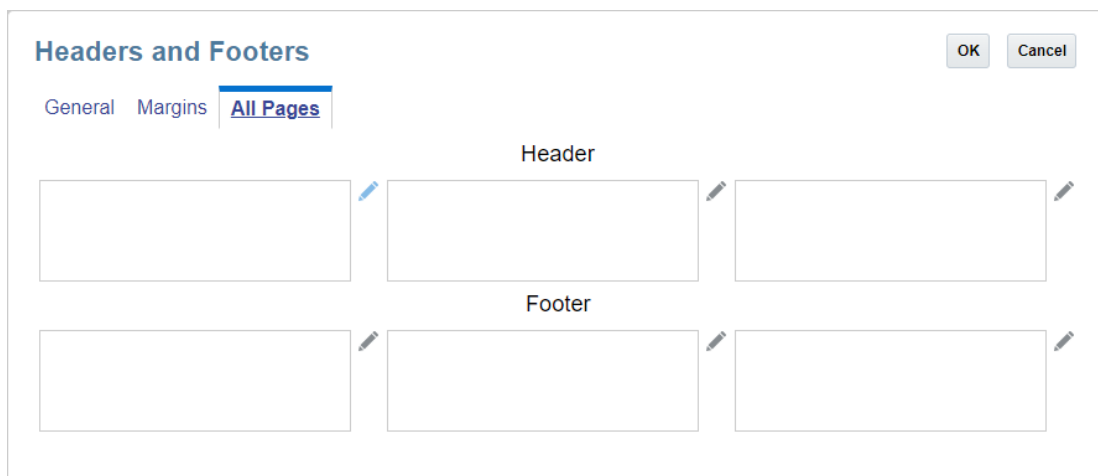 Headers and Footers
OK
Cancel
General
Margins
All Pages
Header
Footer